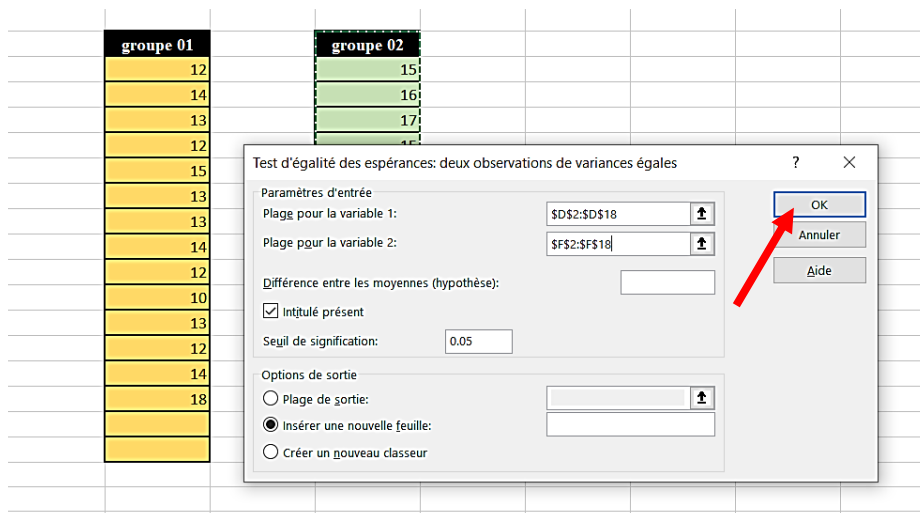 groupe 01 groupe 02
12 15
14 16
13 17
12 15
15
13
13
14
12
10
13
12
14
18
Test d'égalité des espérances: deux observations de variances égales ?
Paramètres d'entrée
Plage pour la variable 1: $D$2:$D$18
Plage pour la variable 2: $F$2:$F$18
Différence entre les moyennes (hypothèse):
Intitulé présent
Seuil de signification: 0.05
Options de sortie
Plage de sortie:
Insérer une nouvelle feuille:
Créer un nouveau classeur
OK
Annuler
Aide